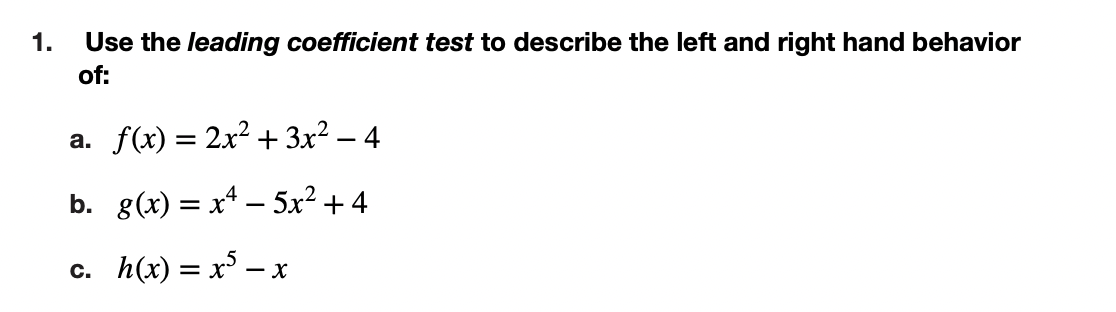 1. Use the leading coefficient test to describe the left and right hand behavior
of:
a. f(x) = 2x² + 3x² – 4
b. g(x) = x⁴ – 5x² + 4
c. h(x) = x⁵ – x